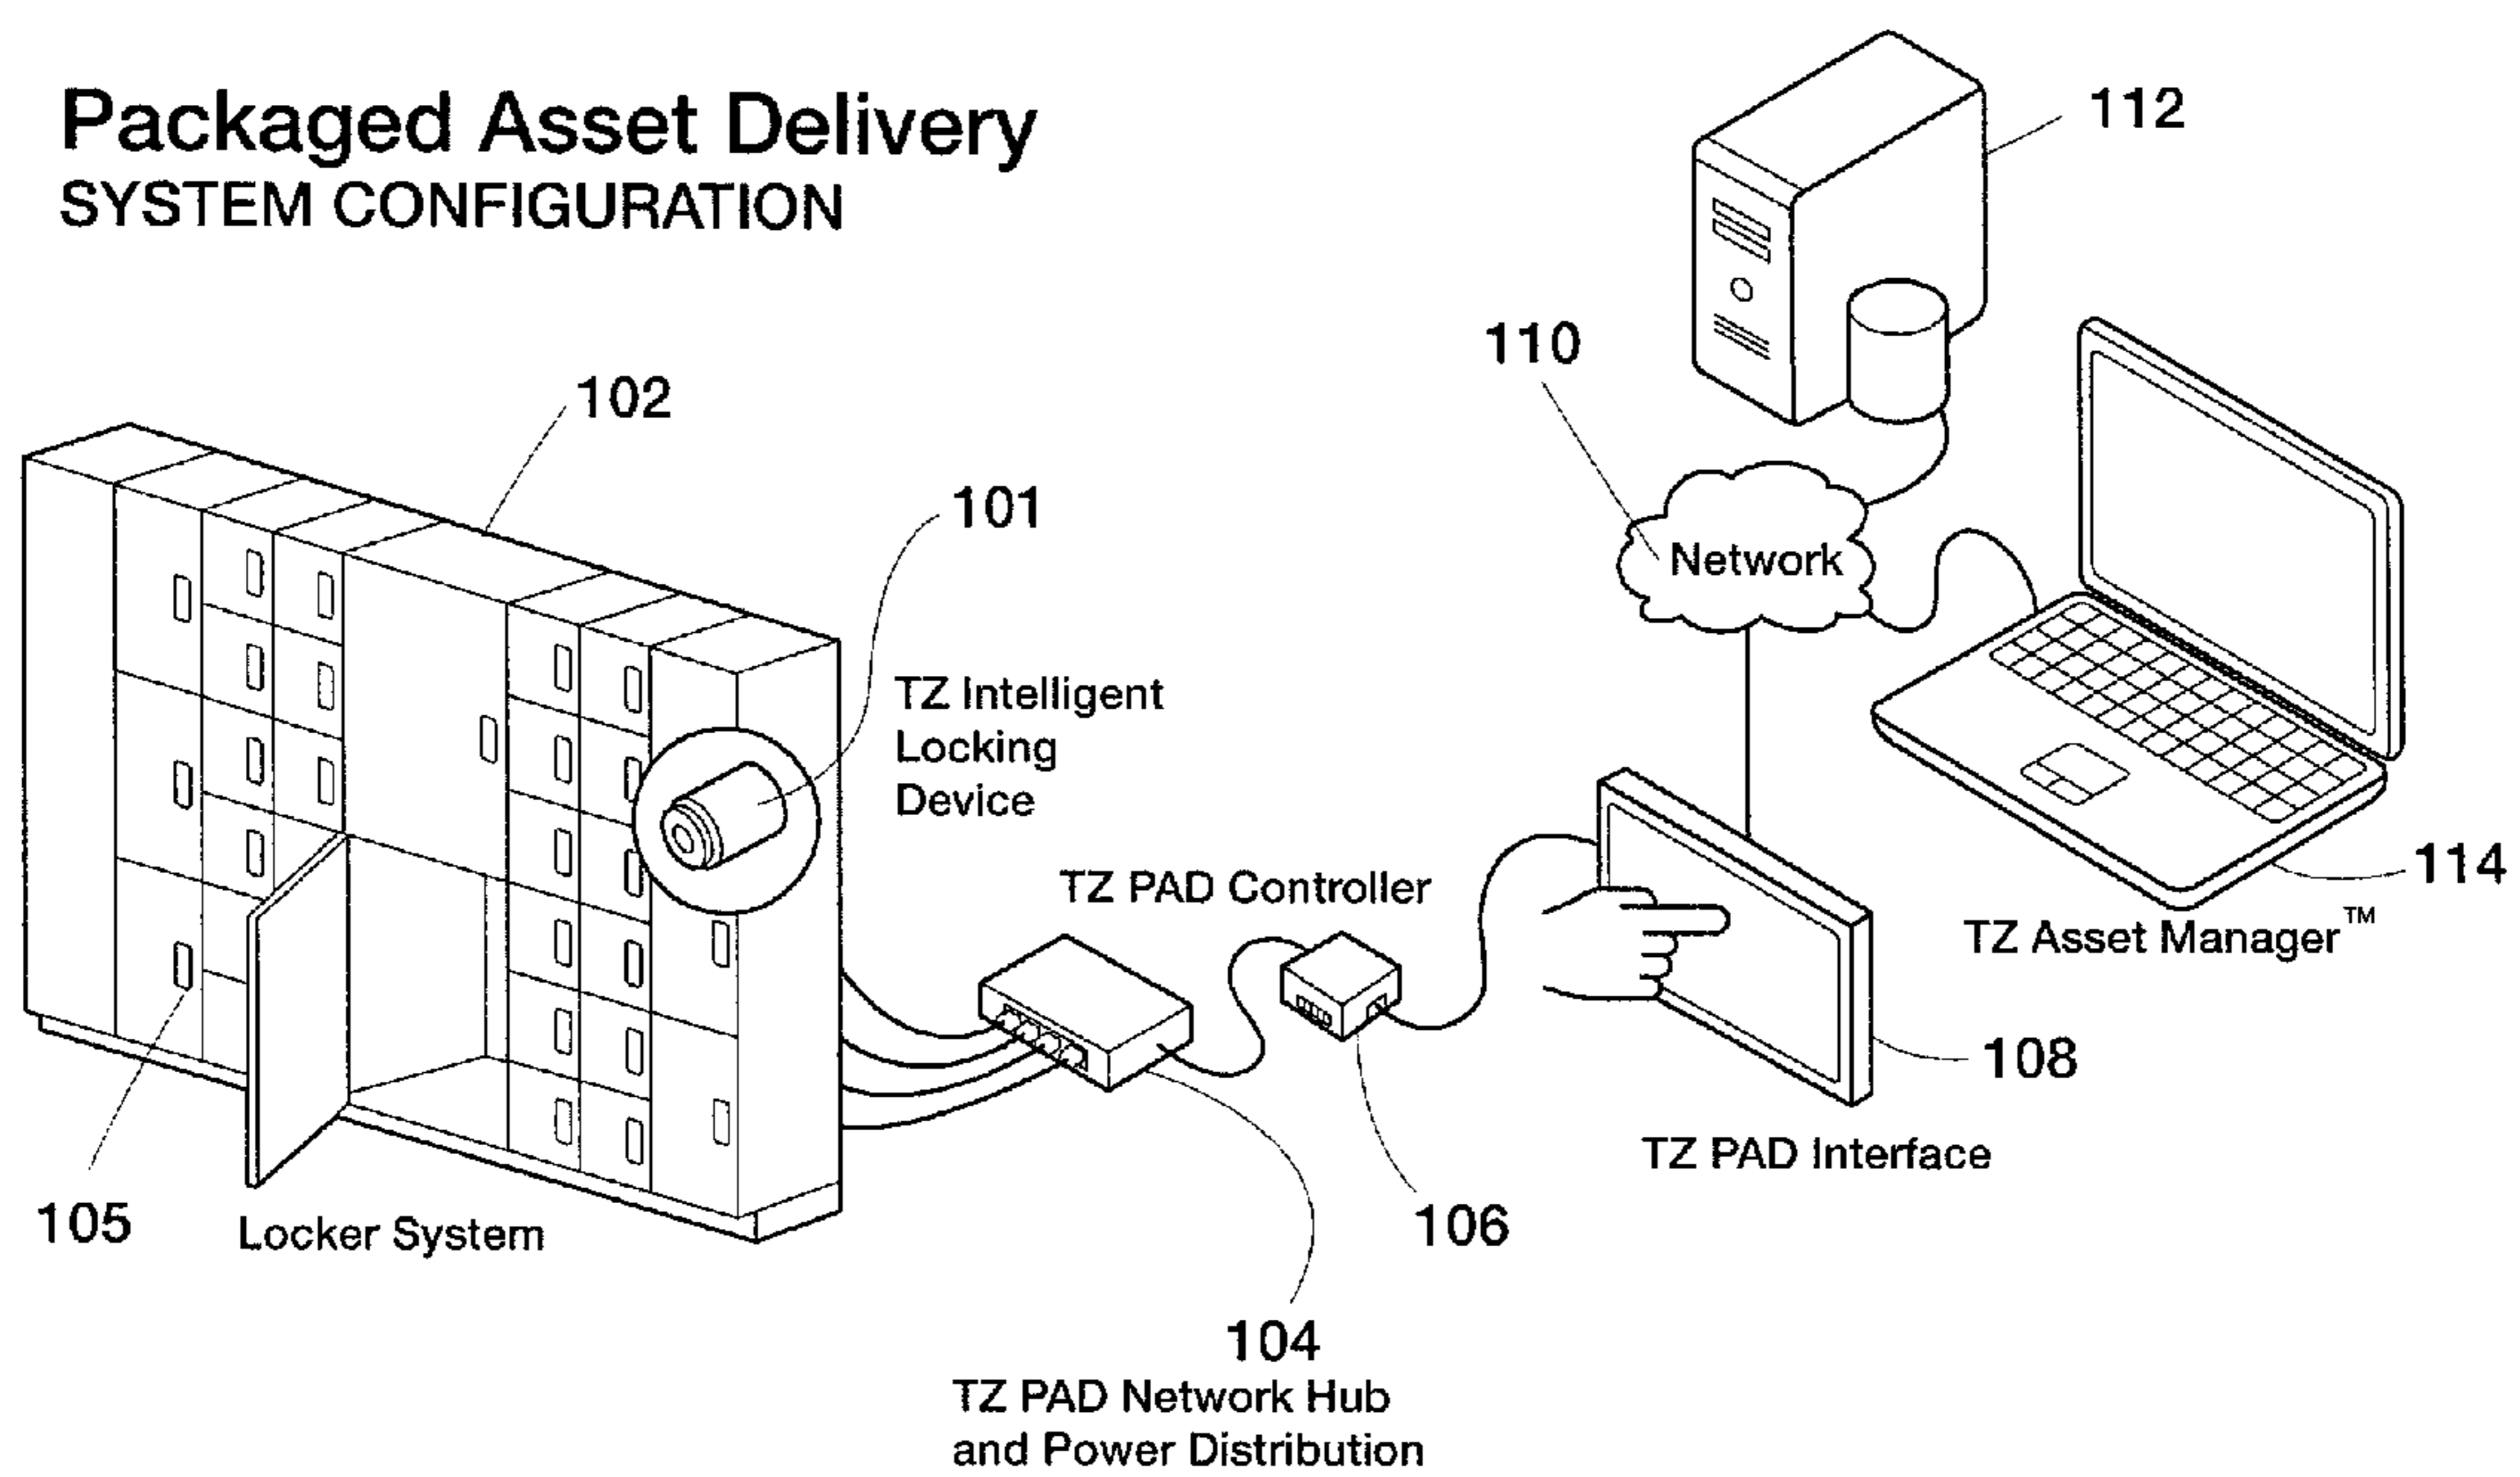 Packaged Asset Delivery
SYSTEM CONFIGURATION
112
110
102
101
Network
TZ Intelligent
Locking
Device
114
TZ PAD Controller
TZ Asset Manager™
108
TZ PAD Interface
105
Locker System
106
104
TZ PAD Network Hub
and Power Distribution